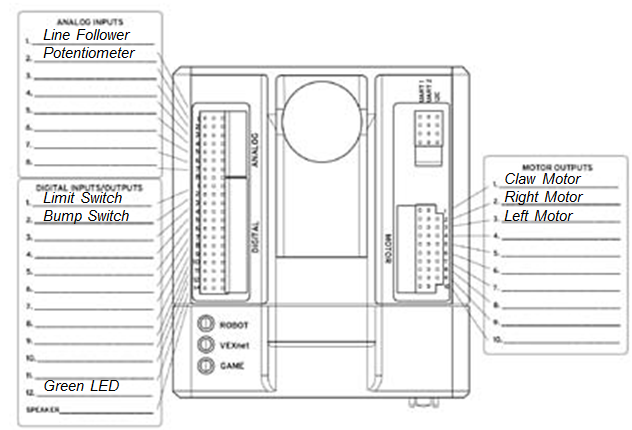 ANALOG INPUTS
1. Line Follower
2. Potentiometer
3.
4.
5.
6.
7.
8.
DIGITAL INPUTS/OUTPUTS
1. Limit Switch
2. Bump Switch
3.
4.
5.
6.
7.
8.
9.
10.
11.
12. Green LED
SPEAKER
ANALOG
DIGITAL
ROBOT
VEXnet
GAME
UART 1
UART 2
I2C
MOTOR
MOTOR OUTPUTS
1. Claw Motor
2. Right Motor
3. Left Motor
4.
5.
6.
7.
8.
9.
10.